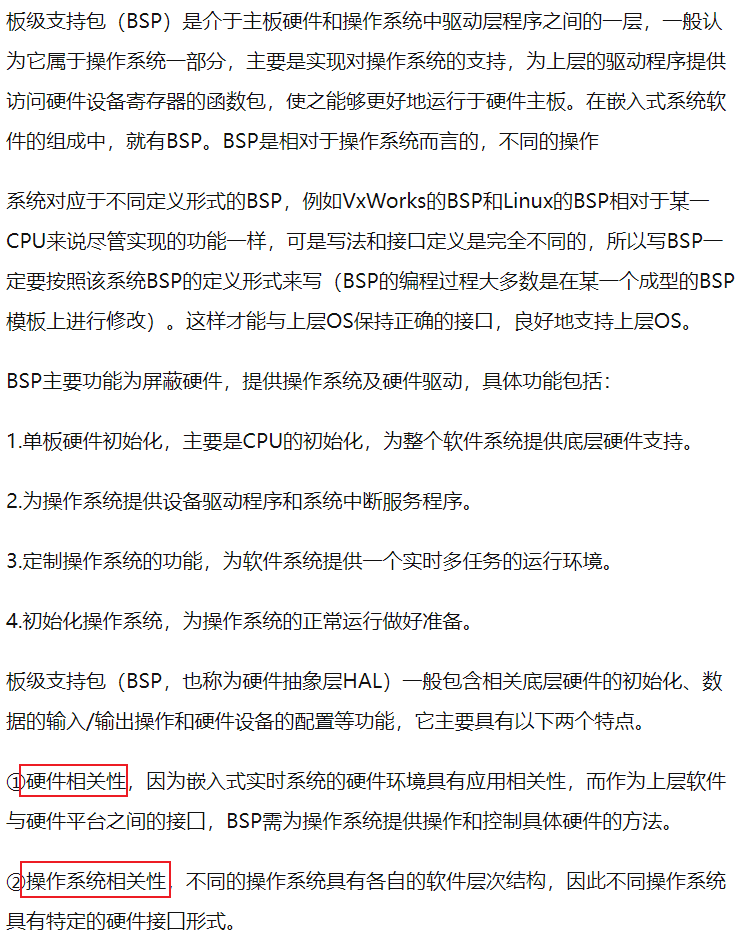 板级支持包（BSP）是介于主板硬件和操作系统中驱动层程序之间的一层，一般认
为它属于操作系统一部分，主要是实现对操作系统的支持，为上层的驱动程序提供
访问硬件设备寄存器的函数包，使之能够更好地运行于硬件主板。在嵌入式系统软
件的组成中，就有BSP。BSP是相对于操作系统而言的，不同的操作
系统对应于不同定义形式的BSP，例如VxWorks的BSP和Linux的BSP相对于某一
CPU来说尽管实现的功能一样，可是写法和接口定义是完全不同的，所以写BSP一
定要按照该系统BSP的定义形式来写（BSP的编程过程大多数是在某一个成型的BSP
模板上进行修改）。这样才能与上层OS保持正确的接口，良好地支持上层OS。
BSP主要功能为屏蔽硬件，提供操作系统及硬件驱动，具体功能包括：
1.单板硬件初始化，主要是CPU的初始化，为整个软件系统提供底层硬件支持。
2.为操作系统提供设备驱动程序和系统中断服务程序。
3.定制操作系统的功能，为软件系统提供一个实时多任务的运行环境。
4.初始化操作系统，为操作系统的正常运行做好准备。
板级支持包（BSP，也称为硬件抽象层HAL）一般包含相关底层硬件的初始化、数
据的输入/输出操作和硬件设备的配置等功能，它主要具有以下两个特点。
①硬件相关性，因为嵌入式实时系统的硬件环境具有应用相关性，而作为上层软件
与硬件平台之间的接口，BSP需为操作系统提供操作和控制具体硬件的方法。
②操作系统相关性，不同的操作系统具有各自的软件层次结构，因此不同操作系统
具有特定的硬件接口形式。